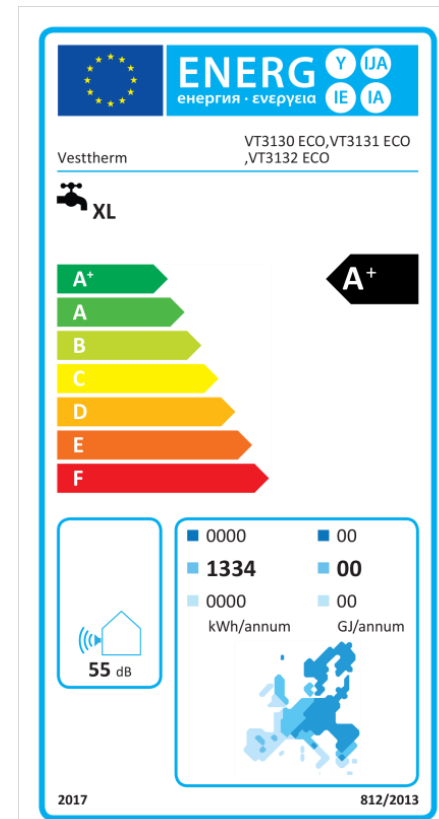 ENERG Y IJA
енергия · ενεργεια IE IA
VT3130 ECO,VT3131 ECO
Vesttherm ,VT3132 ECO
XL
A+ A+
A
B
C
D
E
F
0000 00
1334 00
0000 00
kWh/annum GJ/annum
55 dB
2017 812/2013